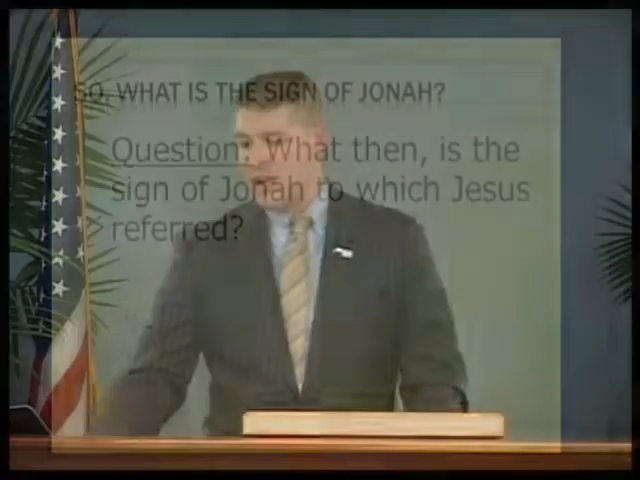 SO, WHAT IS THE SIGN OF JONAH?
Question: What then, is the
sign of Jonah to which Jesus
referred?